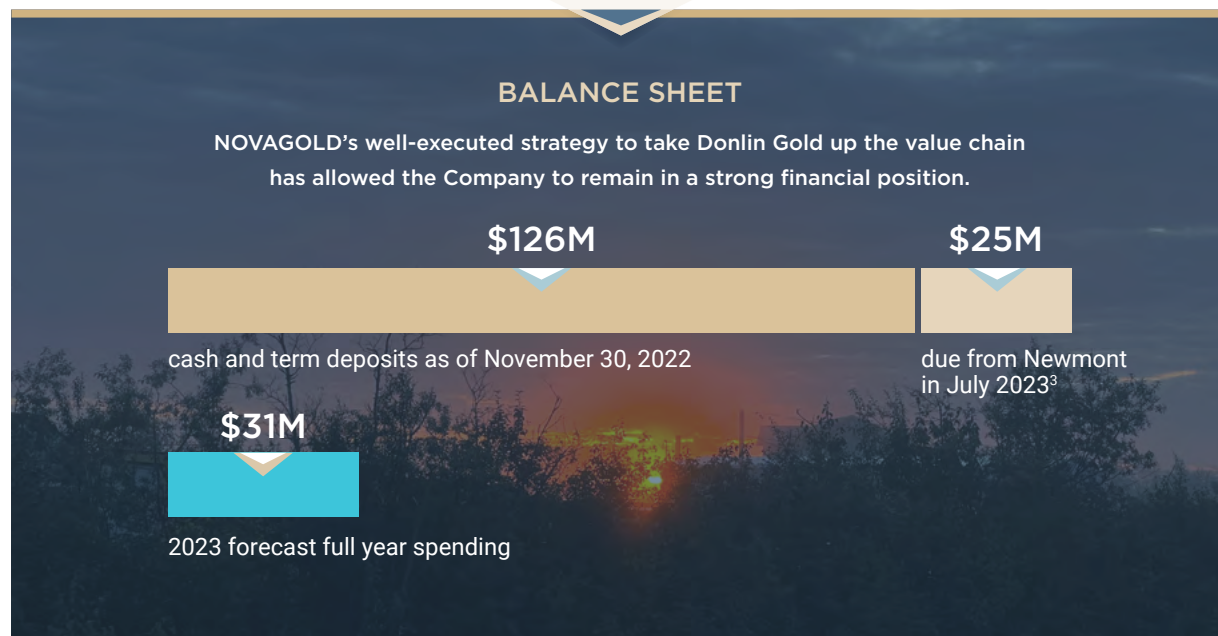 BALANCE SHEET
NOVAGOLD’s well-executed strategy to take Donlin Gold up the value chain
has allowed the Company to remain in a strong financial position.
$126M
$25M
cash and term deposits as of November 30, 2022
due from Newmont
in July 2023³
$31M
2023 forecast full year spending